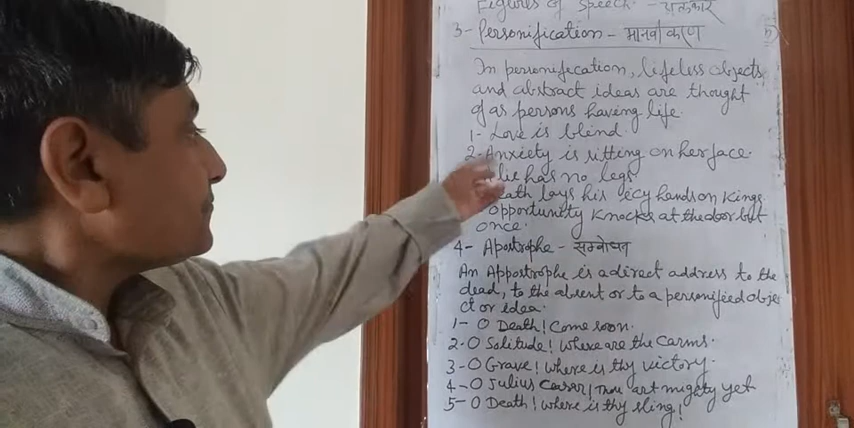 Figures of Speech - अलंकार
3- Personification - मानवीकरण
In personification, lifeless objects
and abstract ideas are thought
of as persons having life.
1- Love is blind
2- Anxiety is sitting on her face.
lie has no legs
eath lays his icy hands on Kings
opportunity knocks at the door but
once.
4- Apostrophe - सम्बोधन
An Appostrophe is a direct address to the
dead, to the absent or to a personified obje
ct or idea.
1- O Death! Come soon.
2. O Solitude! where are the Carms.
3- O Grave! where is thy victory.
4- O Julius Caesar! Thou art mighty yet
5- O Death! where is thy sting!